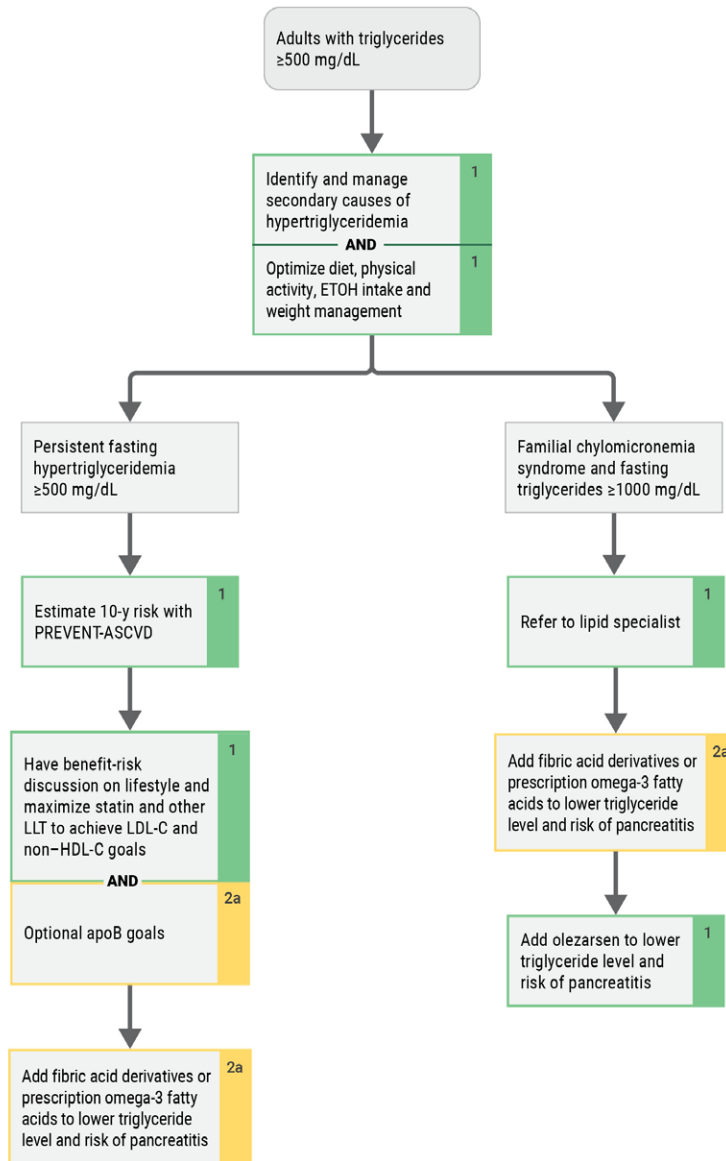 Adults with triglycerides
≥500 mg/dL
Identify and manage
secondary causes of
hypertriglyceridemia
1
AND
Optimize diet, physical
activity, ETOH intake and
weight management
1
Persistent fasting
hypertriglyceridemia
≥500 mg/dL
Estimate 10-y risk with
PREVENT-ASCVD
1
Have benefit-risk
discussion on lifestyle and
maximize statin and other
LLT to achieve LDL-C and
non–HDL-C goals
1
AND
Optional apoB goals
2a
Add fibric acid derivatives or
prescription omega-3 fatty
acids to lower triglyceride
level and risk of pancreatitis
2a
Familial chylomicronemia
syndrome and fasting
triglycerides ≥1000 mg/dL
Refer to lipid specialist
1
Add fibric acid derivatives or
prescription omega-3 fatty
acids to lower triglyceride
level and risk of pancreatitis
2a
Add olezarsen to lower
triglyceride level and
risk of pancreatitis
1